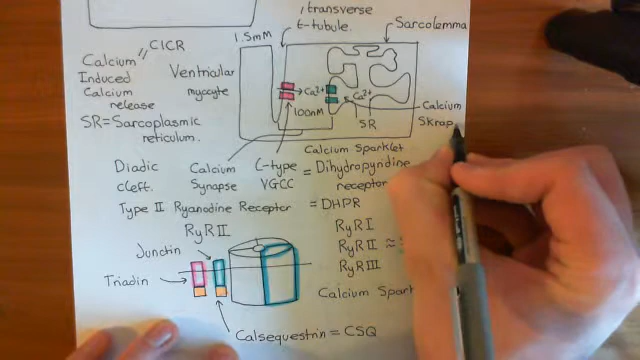 transverse
t-tubule.
Sarcolemma
1.5mM
CICR
Calcium
Induced
Calcium
release
SR=Sarcoplasmic
reticulum.
Ventricular
myocyte
Ca2+
Ca2+
100nM
SR
Calcium
Skrap
Calcium Sparklet
Diadic
cleft.
Calcium
Synapse
L-type
VGCC
= Dihydropyridine
receptor
Type II Ryanodine Receptor
= DHPR
RyR II
RyR I
RyR II ≈
RyR III
Junctin
Triadin
Calcium Spark
Calsequestrin = CSQ